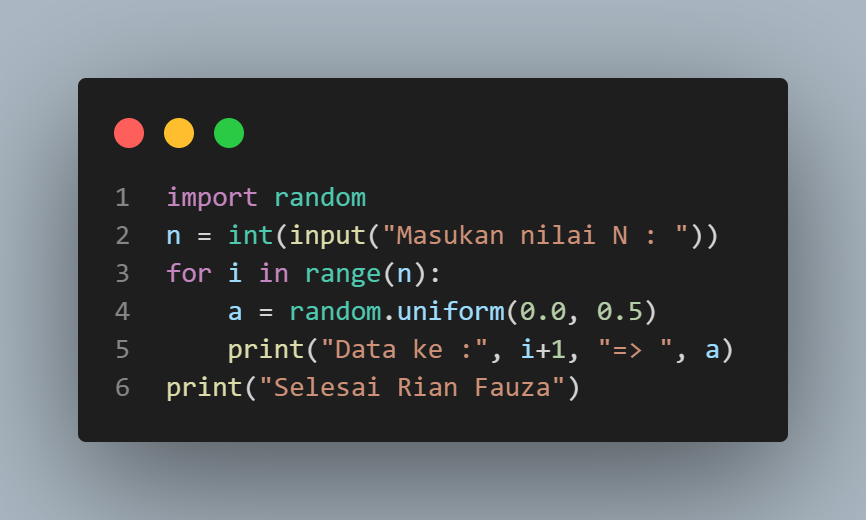 1 import random
2 n = int(input("Masukan nilai N : "))
3 for i in range(n):
4     a = random.uniform(0.0, 0.5)
5     print("Data ke :", i+1, "=> ", a)
6 print("Selesai Rian Fauza")